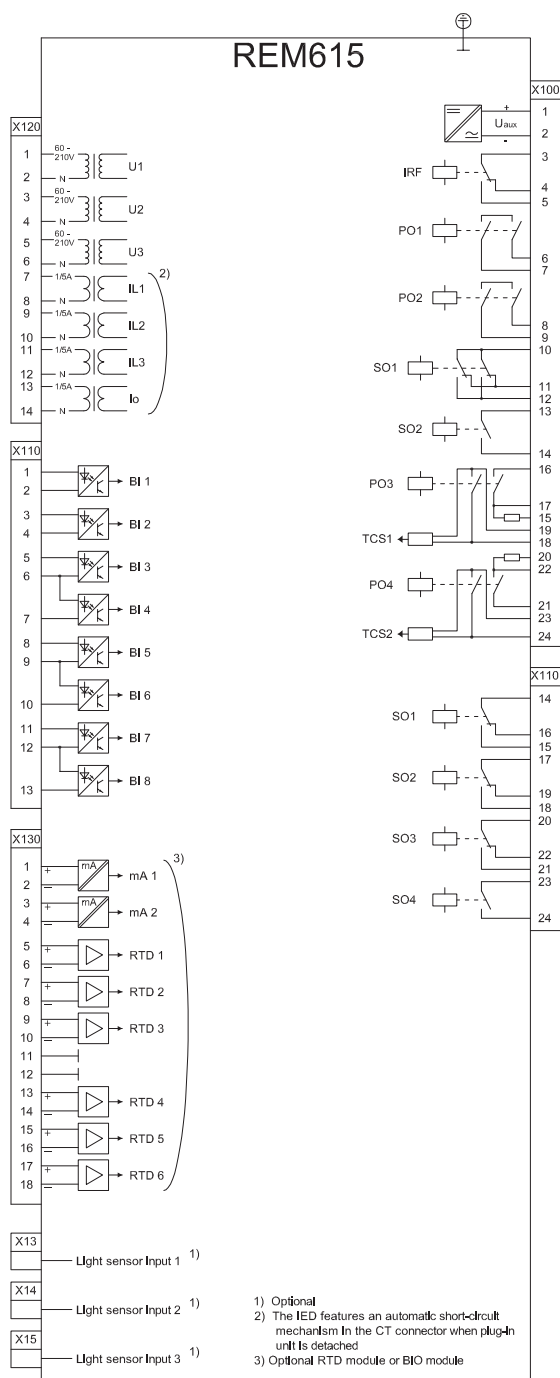 REM615
X100
+
1
Uaux
2
-
3
IRF
4
5
PO1
6
7
PO2
8
9
10
SO1
11
12
13
SO2
14
16
PO3
17
15
19
TCS1
18
20
22
PO4
21
23
TCS2
24
X110
14
SO1
16
15
17
SO2
19
18
20
SO3
22
21
23
SO4
24
X120
1 60 -
210V
2 N
U1
3 60 -
210V
4 N
U2
5 60 -
210V
6 N
U3
7 1/5A
8 N
IL1
2)
9 1/5A
10 N
IL2
11 1/5A
12 N
IL3
13 1/5A
14 N
Io
X110
1
2
BI 1
3
4
BI 2
5
6
BI 3
7
BI 4
8
9
BI 5
10
BI 6
11
12
BI 7
13
BI 8
X130
3)
1 +
2 −
mA
mA 1
3 +
4 −
mA
mA 2
5 +
6 −
RTD 1
7 +
8 −
RTD 2
9 +
10 −
RTD 3
11
12
13 +
14 −
RTD 4
15 +
16 −
RTD 5
17 +
18 −
RTD 6
X13
Light sensor Input 1 1)
X14
Light sensor Input 2 1)
X15
Light sensor Input 3 1)
1) Optional
2) The IED features an automatic short-circuit
mechanism in the CT connector when plug-in
unit is detached
3) Optional RTD module or BIO module